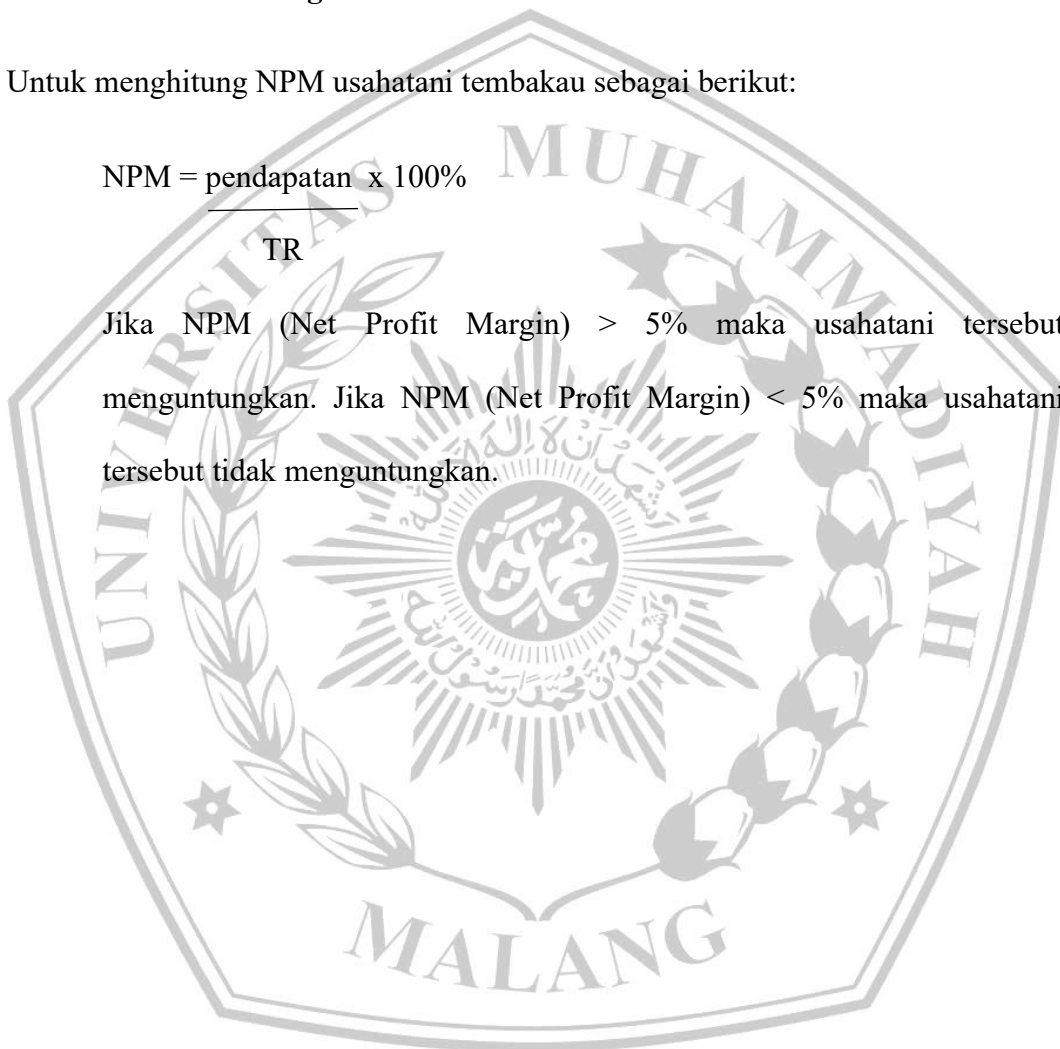 Untuk menghitung NPM usahatani tembakau sebagai berikut:
NPM = pendapatan x 100%
TR
Jika NPM (Net Profit Margin) > 5% maka usahatani tersebut
menguntungkan. Jika NPM (Net Profit Margin) < 5% maka usahatani
tersebut tidak menguntungkan.
UNIVERSITAS MUHAMMADIYAH
MALANG